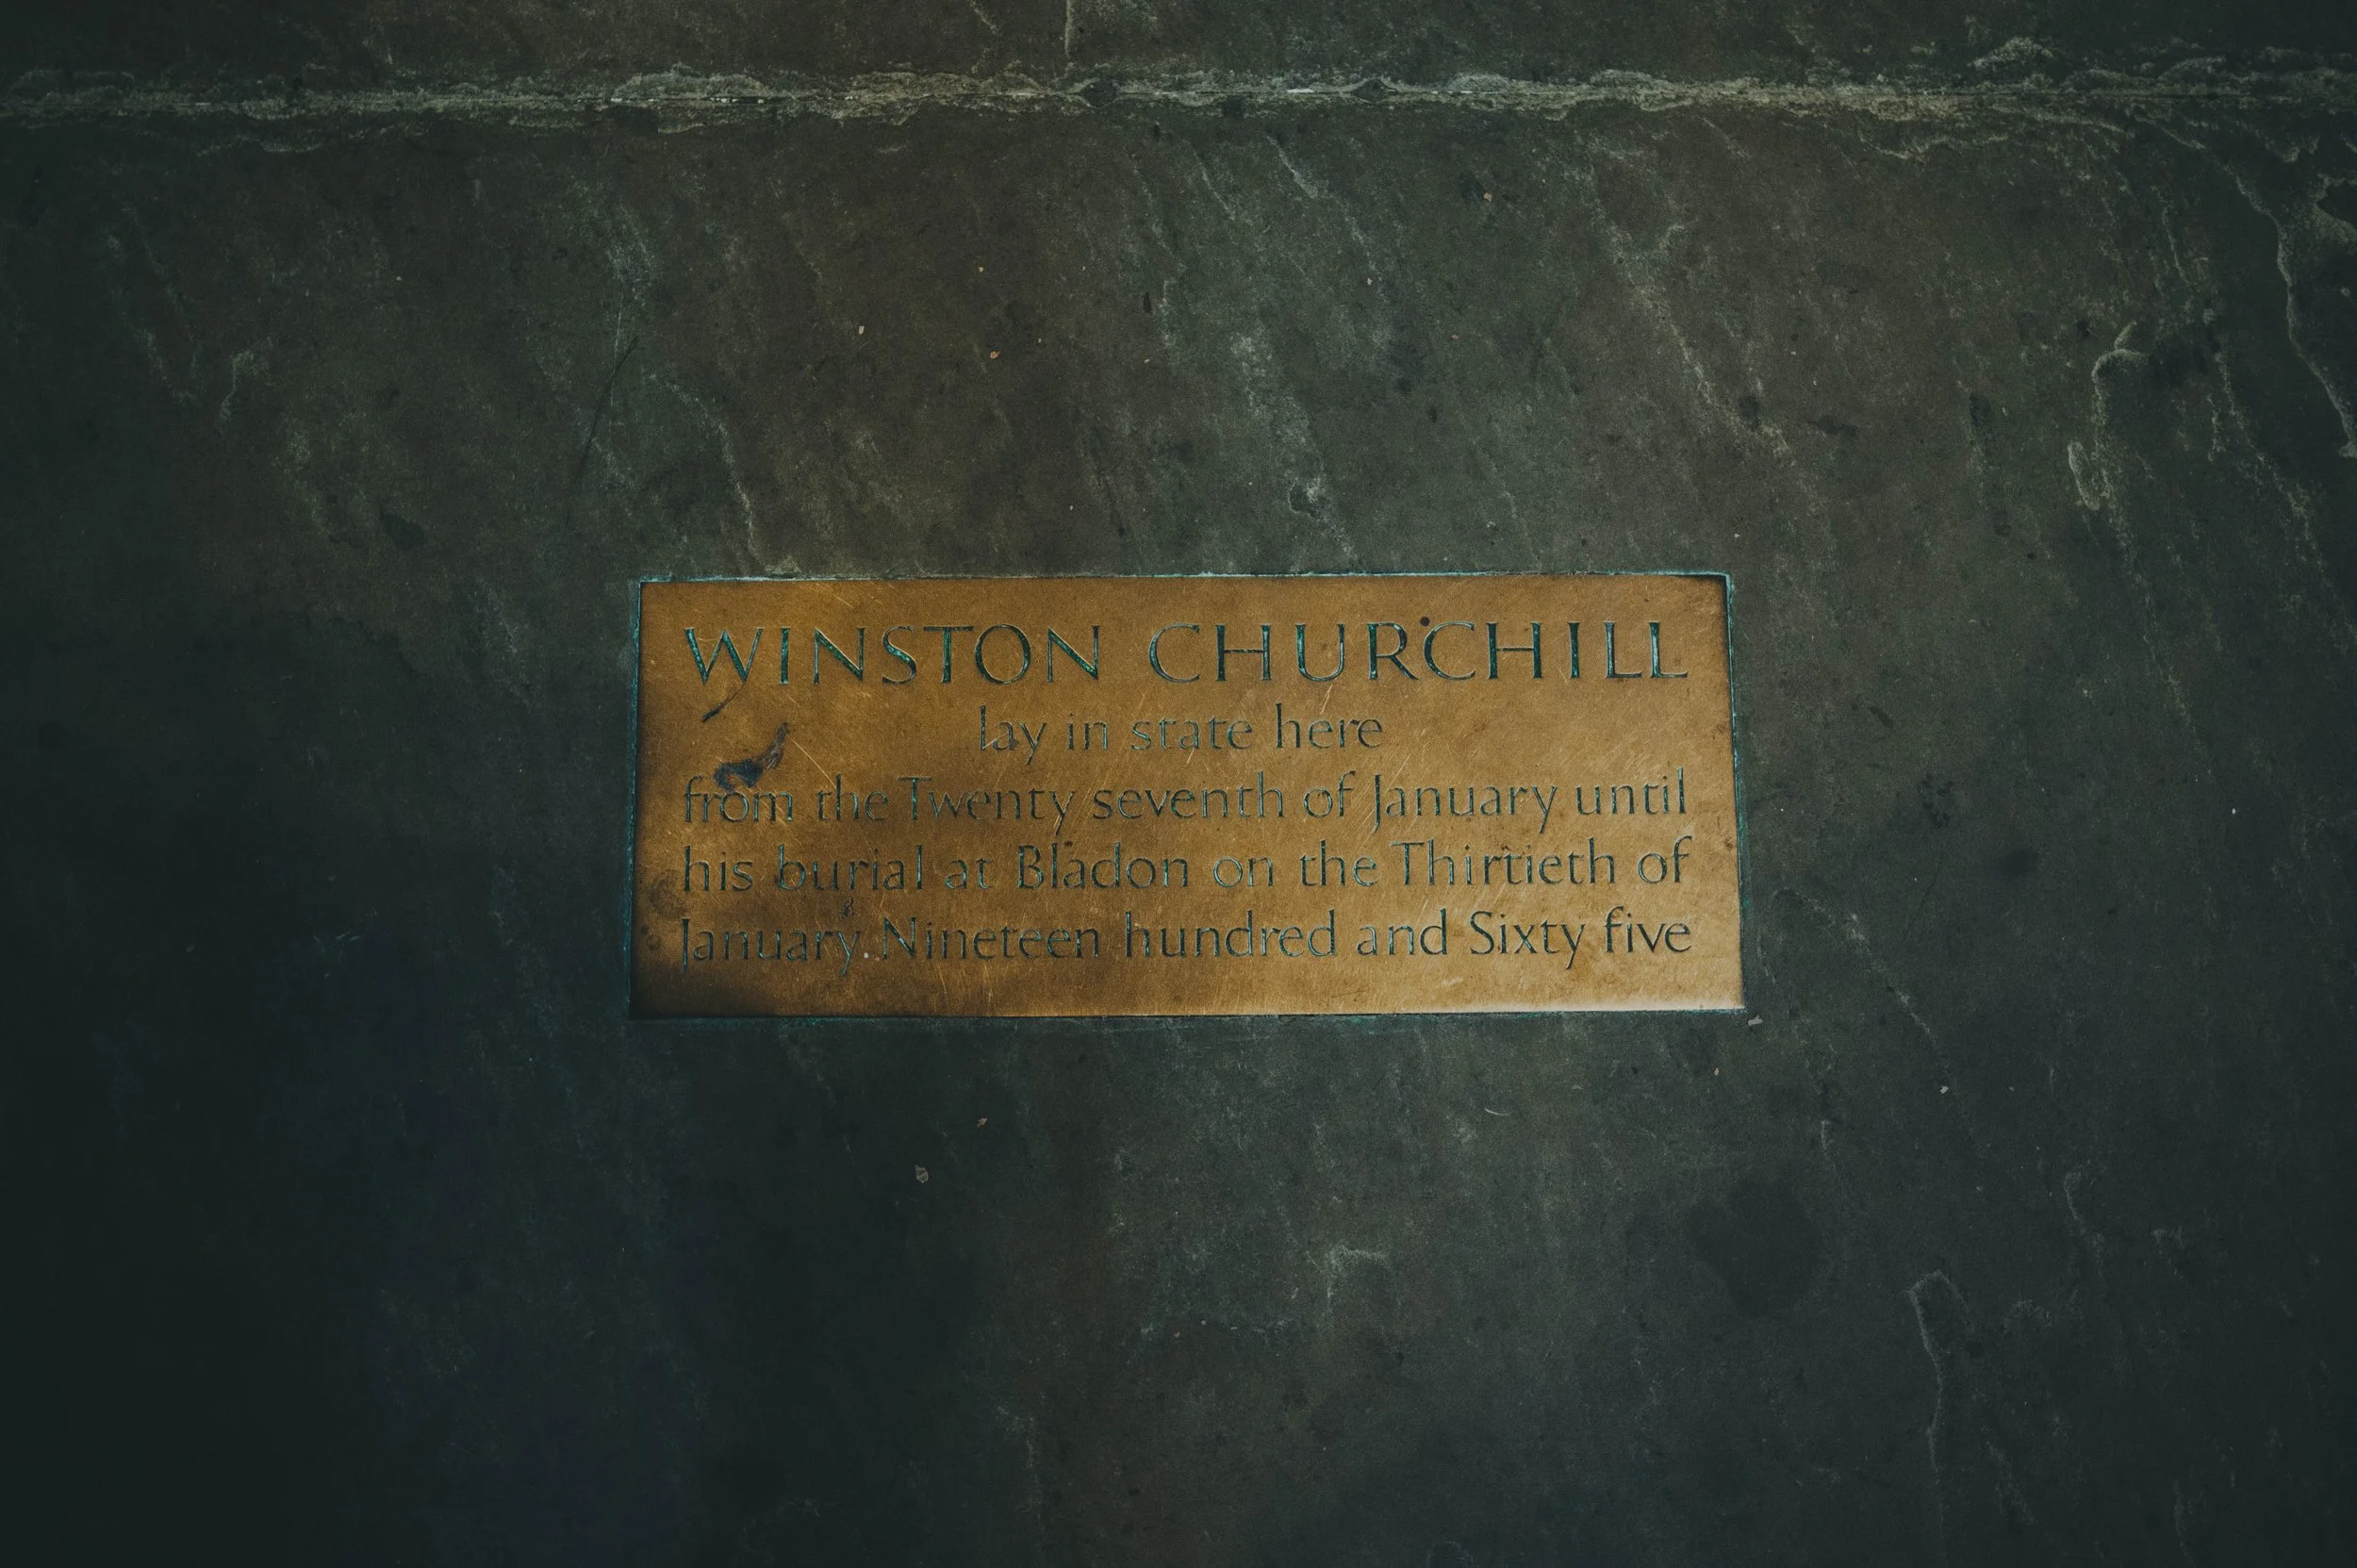 WINSTON CHURCHILL
lay in state here
from the Twenty seventh of January until
his burial at Bladon on the Thirtieth of
January Nineteen hundred and Sixty five